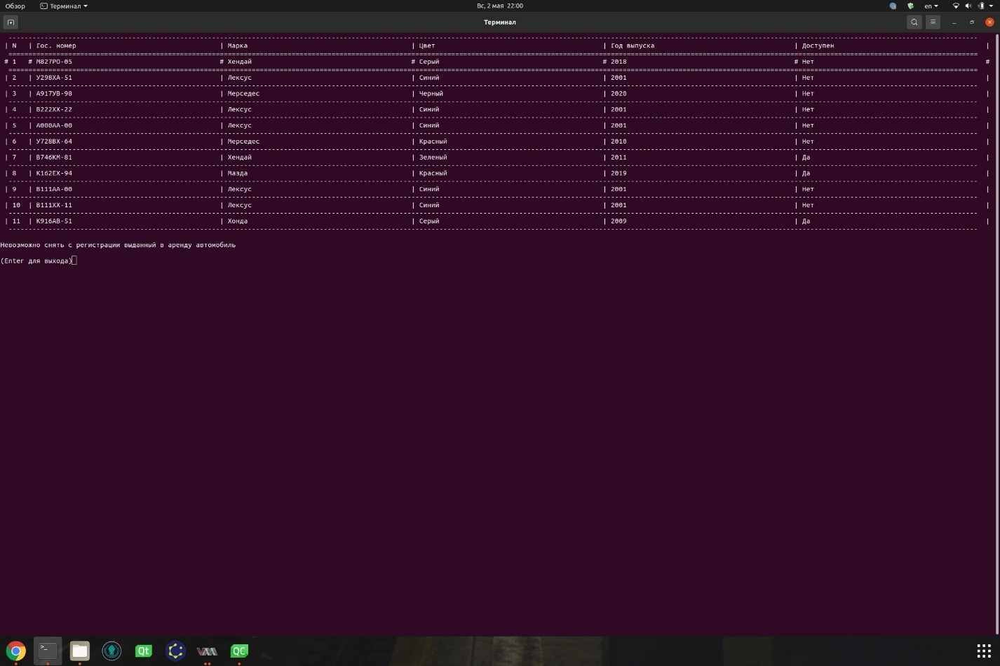 Обзор Терминал Вс, 2 мая 22:00 en
Терминал
| N | Гос. номер | Марка | Цвет | Год выпуска | Доступен |
# 1 # М827РО-05 # Хендай # Серый # 2018 # Нет #
| 2 | У298ХА-51 | Лексус | Синий | 2001 | Нет |
| 3 | А917УВ-98 | Мерседес | Черный | 2020 | Нет |
| 4 | В222ХХ-22 | Лексус | Синий | 2001 | Нет |
| 5 | А000АА-00 | Лексус | Синий | 2001 | Нет |
| 6 | У728ВХ-64 | Мерседес | Красный | 2010 | Нет |
| 7 | В746КМ-81 | Хендай | Зеленый | 2011 | Да |
| 8 | К162ЕХ-94 | Мазда | Красный | 2019 | Да |
| 9 | В111АА-00 | Лексус | Синий | 2001 | Нет |
| 10 | В111ХХ-11 | Лексус | Синий | 2001 | Нет |
| 11 | К916АВ-51 | Хонда | Серый | 2009 | Да |
Невозможно снять с регистрации выданный в аренду автомобиль
(Enter для выхода)
>_ Qt VM QC